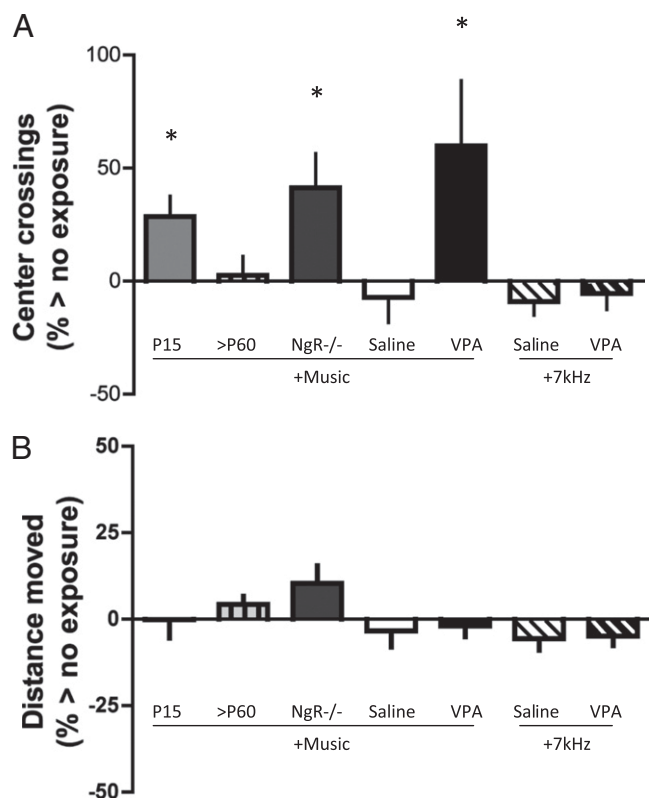 A
Center crossings
(% > no exposure)
100
*
*
*
50
0
P15 >P60 NgR-/- Saline VPA Saline VPA
+Music +7kHz
-50
B
Distance moved
(% > no exposure)
50
25
0
-25
P15 >P60 NgR-/- Saline VPA Saline VPA
+Music +7kHz
-50